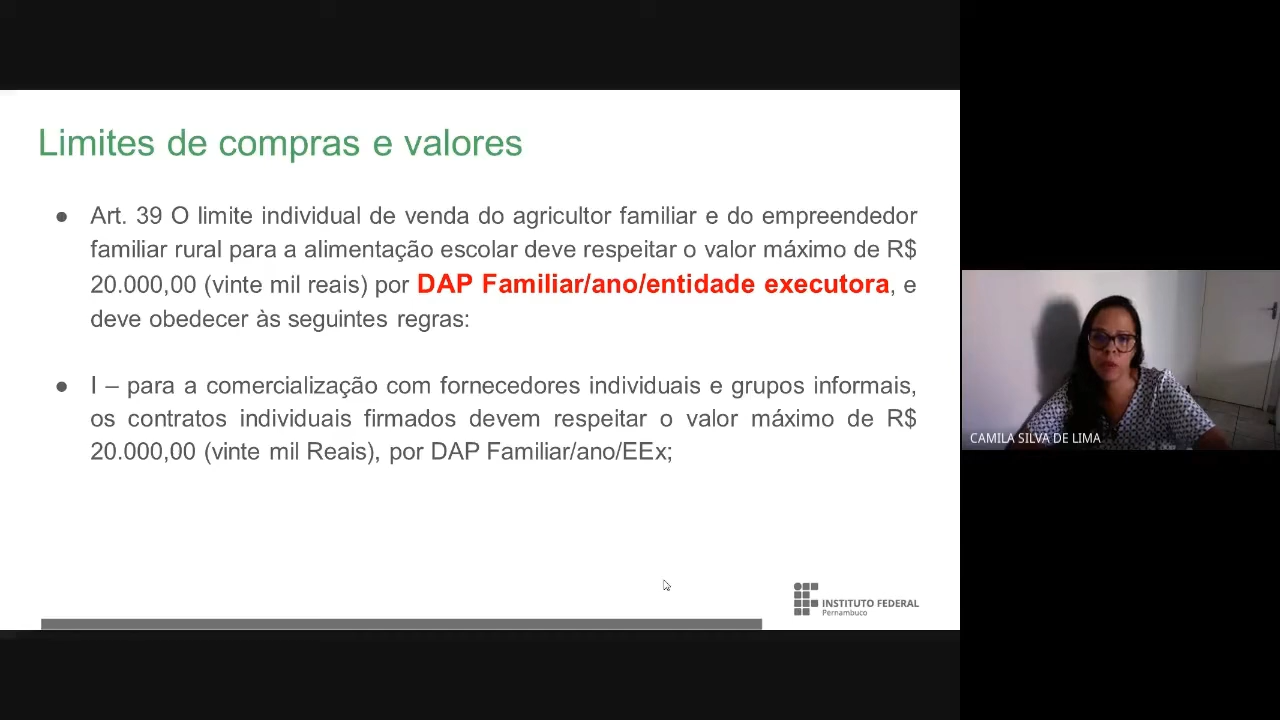 Limites de compras e valores
● Art. 39 O limite individual de venda do agricultor familiar e do empreendedor
familiar rural para a alimentação escolar deve respeitar o valor máximo de R$
20.000,00 (vinte mil reais) por DAP Familiar/ano/entidade executora, e
deve obedecer às seguintes regras:
● I – para a comercialização com fornecedores individuais e grupos informais,
os contratos individuais firmados devem respeitar o valor máximo de R$
20.000,00 (vinte mil Reais), por DAP Familiar/ano/EEx;
INSTITUTO FEDERAL
Pernambuco
CAMILA SILVA DE LIMA